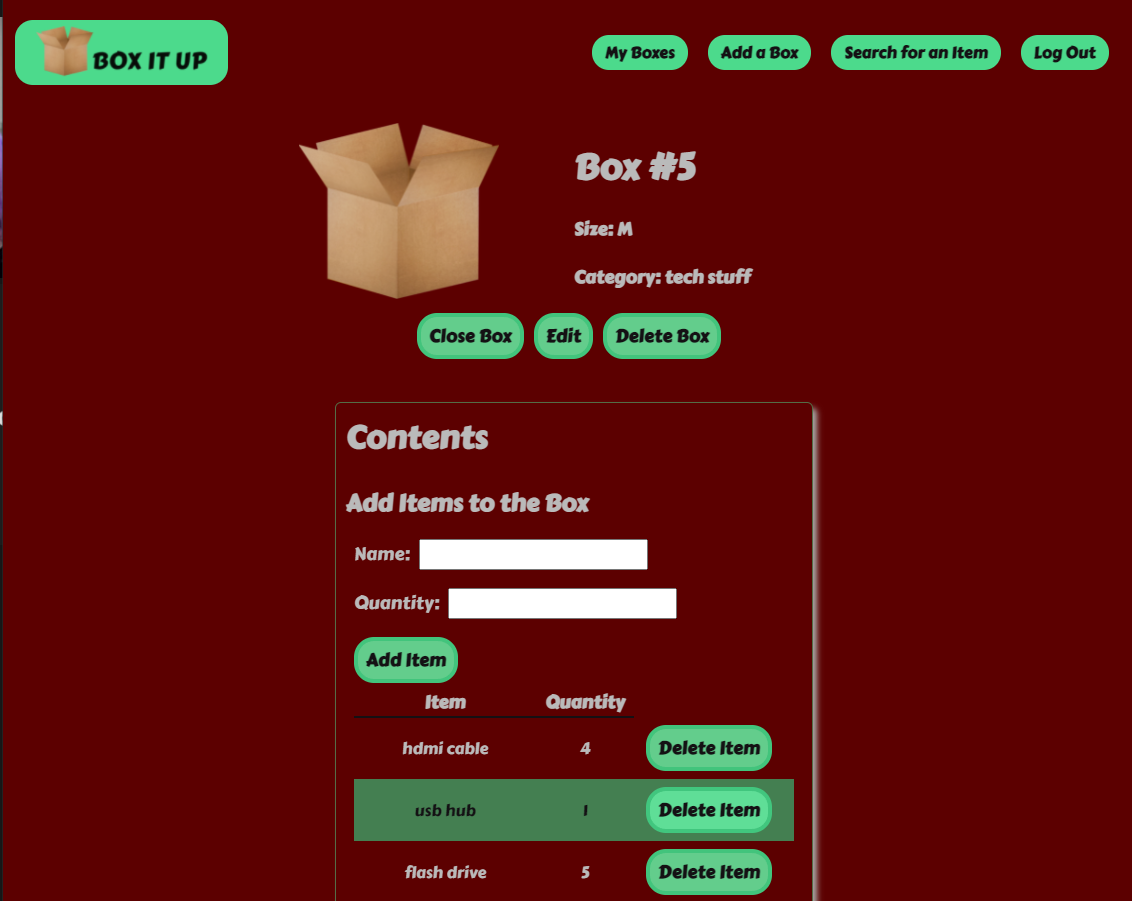 BOX IT UP
My Boxes
Add a Box
Search for an Item
Log Out
Box #5
Size: M
Category: tech stuff
Close Box
Edit
Delete Box
Contents
Add Items to the Box
Name:
Quantity:
Add Item
Item Quantity
hdmi cable 4 Delete Item
usb hub 1 Delete Item
flash drive 5 Delete Item